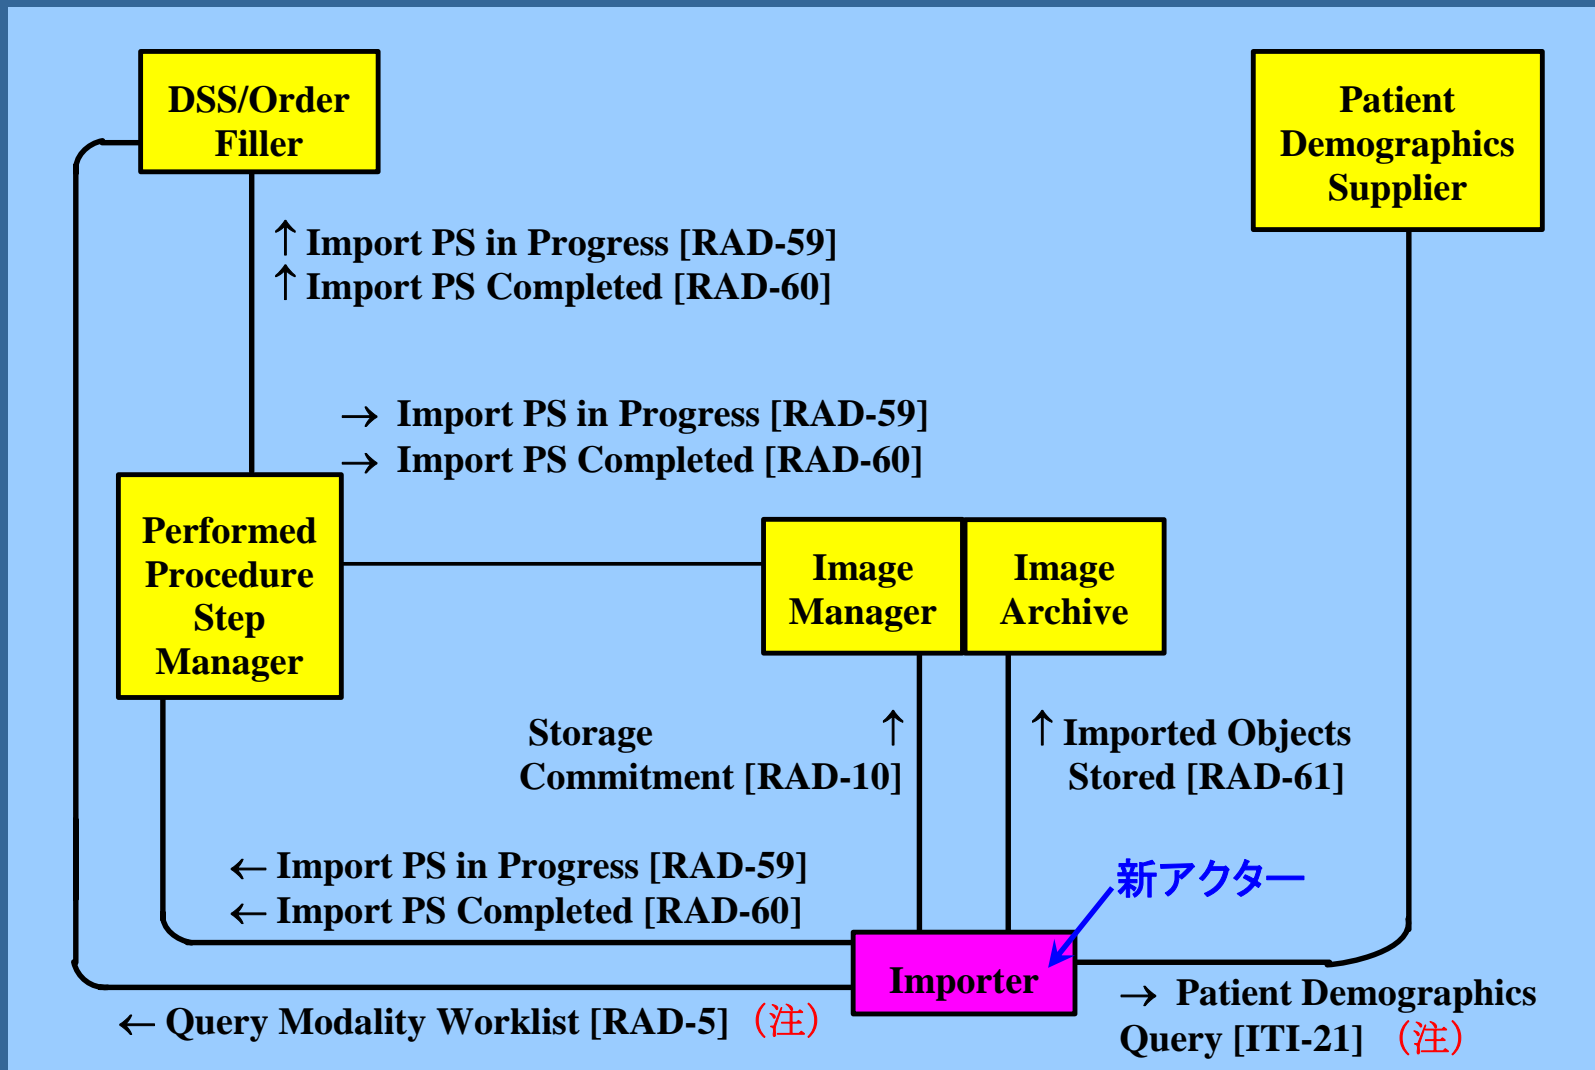 DSS/Order
Filler
Patient
Demographics
Supplier
↑ Import PS in Progress [RAD-59]
↑ Import PS Completed [RAD-60]
→ Import PS in Progress [RAD-59]
→ Import PS Completed [RAD-60]
Performed
Procedure
Step
Manager
Image
Manager
Image
Archive
Storage ↑
Commitment [RAD-10]
↑ Imported Objects
Stored [RAD-61]
← Import PS in Progress [RAD-59]
← Import PS Completed [RAD-60]
新アクター
Importer
← Query Modality Worklist [RAD-5] （注）
→ Patient Demographics
Query [ITI-21] （注）